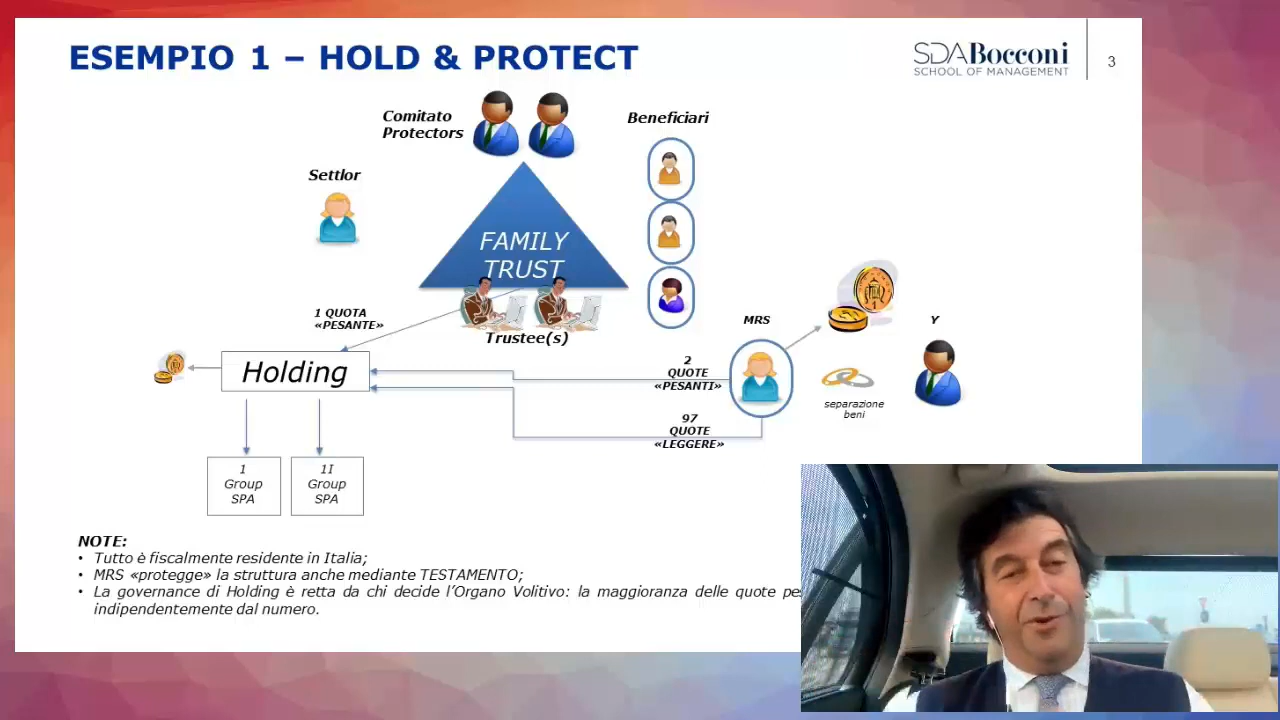 ESEMPIO 1 – HOLD & PROTECT
SDA Bocconi
SCHOOL OF MANAGEMENT
3
Comitato
Protectors
Beneficiari
Settlor
FAMILY
TRUST
1 QUOTA
«PESANTE»
Trustee(s)
MRS
Y
Holding
2
QUOTE
«PESANTI»
separazione
beni
97
QUOTE
«LEGGERE»
1
Group
SPA
1I
Group
SPA
NOTE:
• Tutto è fiscalmente residente in Italia;
• MRS «protegge» la struttura anche mediante TESTAMENTO;
• La governance di Holding è retta da chi decide l'Organo Volitivo: la maggioranza delle quote
indipendentemente dal numero.